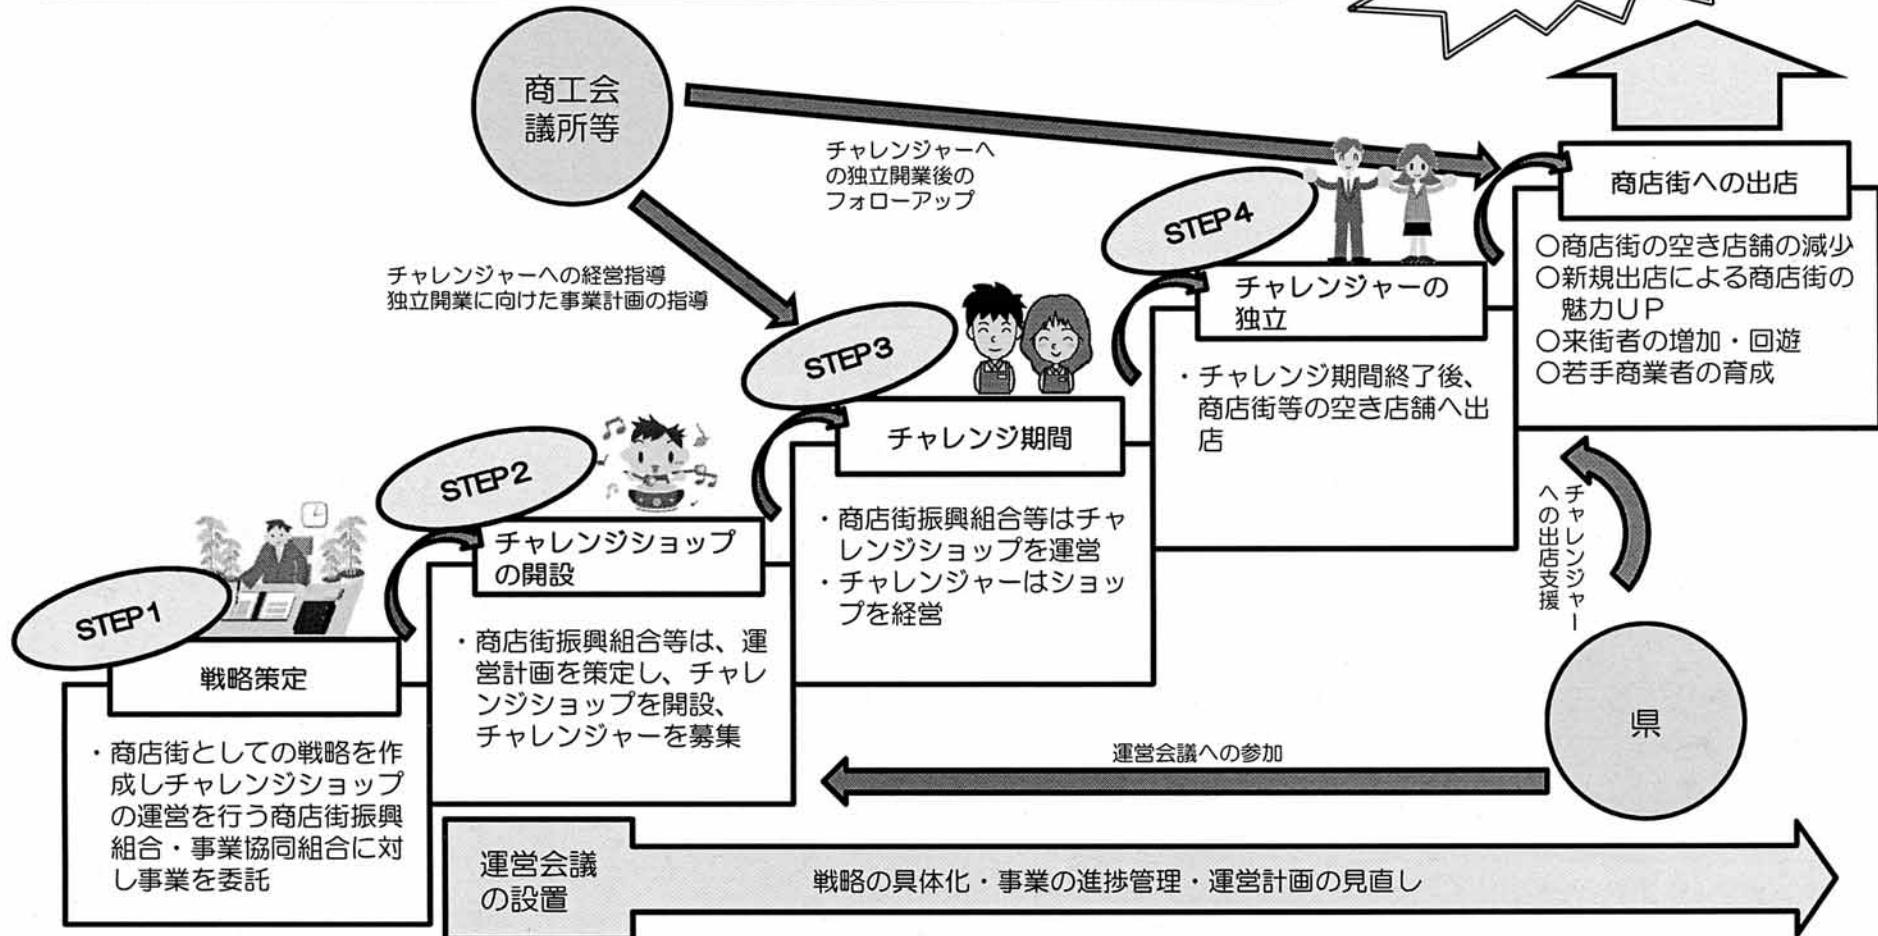 商工会
議所等
チャレンジャーへ
の独立開業後の
フォローアップ
チャレンジャーへの経営指導
独立開業に向けた事業計画の指導
STEP1
戦略策定
・商店街としての戦略を作
成しチャレンジショップ
の運営を行う商店街振興
組合・事業協同組合に対
し事業を委託
STEP2
チャレンジショップ
の開設
・商店街振興組合等は、運
営計画を策定し、チャレ
ンジショップを開設、
チャレンジャーを募集
STEP3
チャレンジ期間
・商店街振興組合等はチャ
レンジショップを運営
・チャレンジャーはショッ
プを経営
STEP4
チャレンジャーの
独立
・チャレンジ期間終了後、
商店街等の空き店舗へ出
店
商店街への出店
○商店街の空き店舗の減少
○新規出店による商店街の
魅力UP
○来街者の増加・回遊
○若手商業者の育成
チャレンジャー
への出店支援
県
運営会議への参加
運営会議
の設置
戦略の具体化・事業の進捗管理・運営計画の見直し